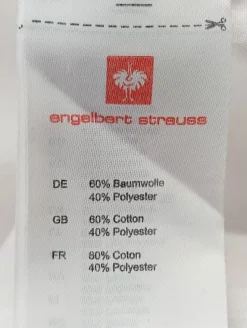 engelbert strauss
DE 60% Baumwolle
40% Polyester
GB 60% Cotton
40% Polyester
FR 60% Coton
40% Polyester